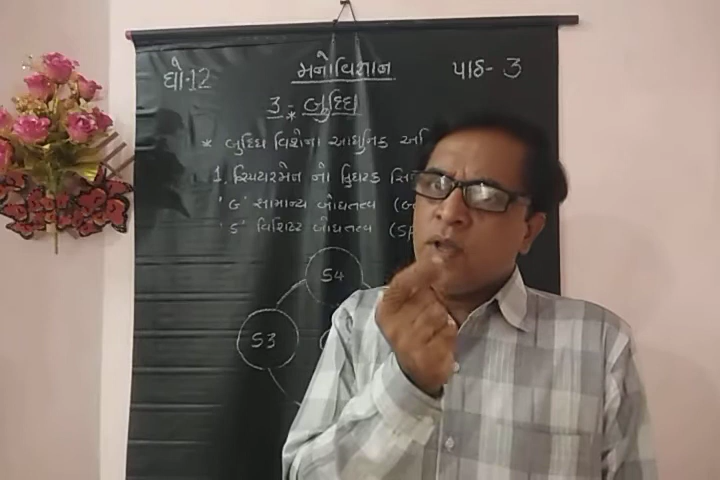 ધો-12 મનોવિજ્ઞાન પાઠ- 3
3 - બુદ્ધિ
* બુદ્ધિ વિશેના આધુનિક
1. સ્પિયરમેન નો દ્વિઘટક
'G' સામાન્ય બૌદ્ધતત્વ
'S' વિશિષ્ટ બૌદ્ધતત્વ
S4
S3